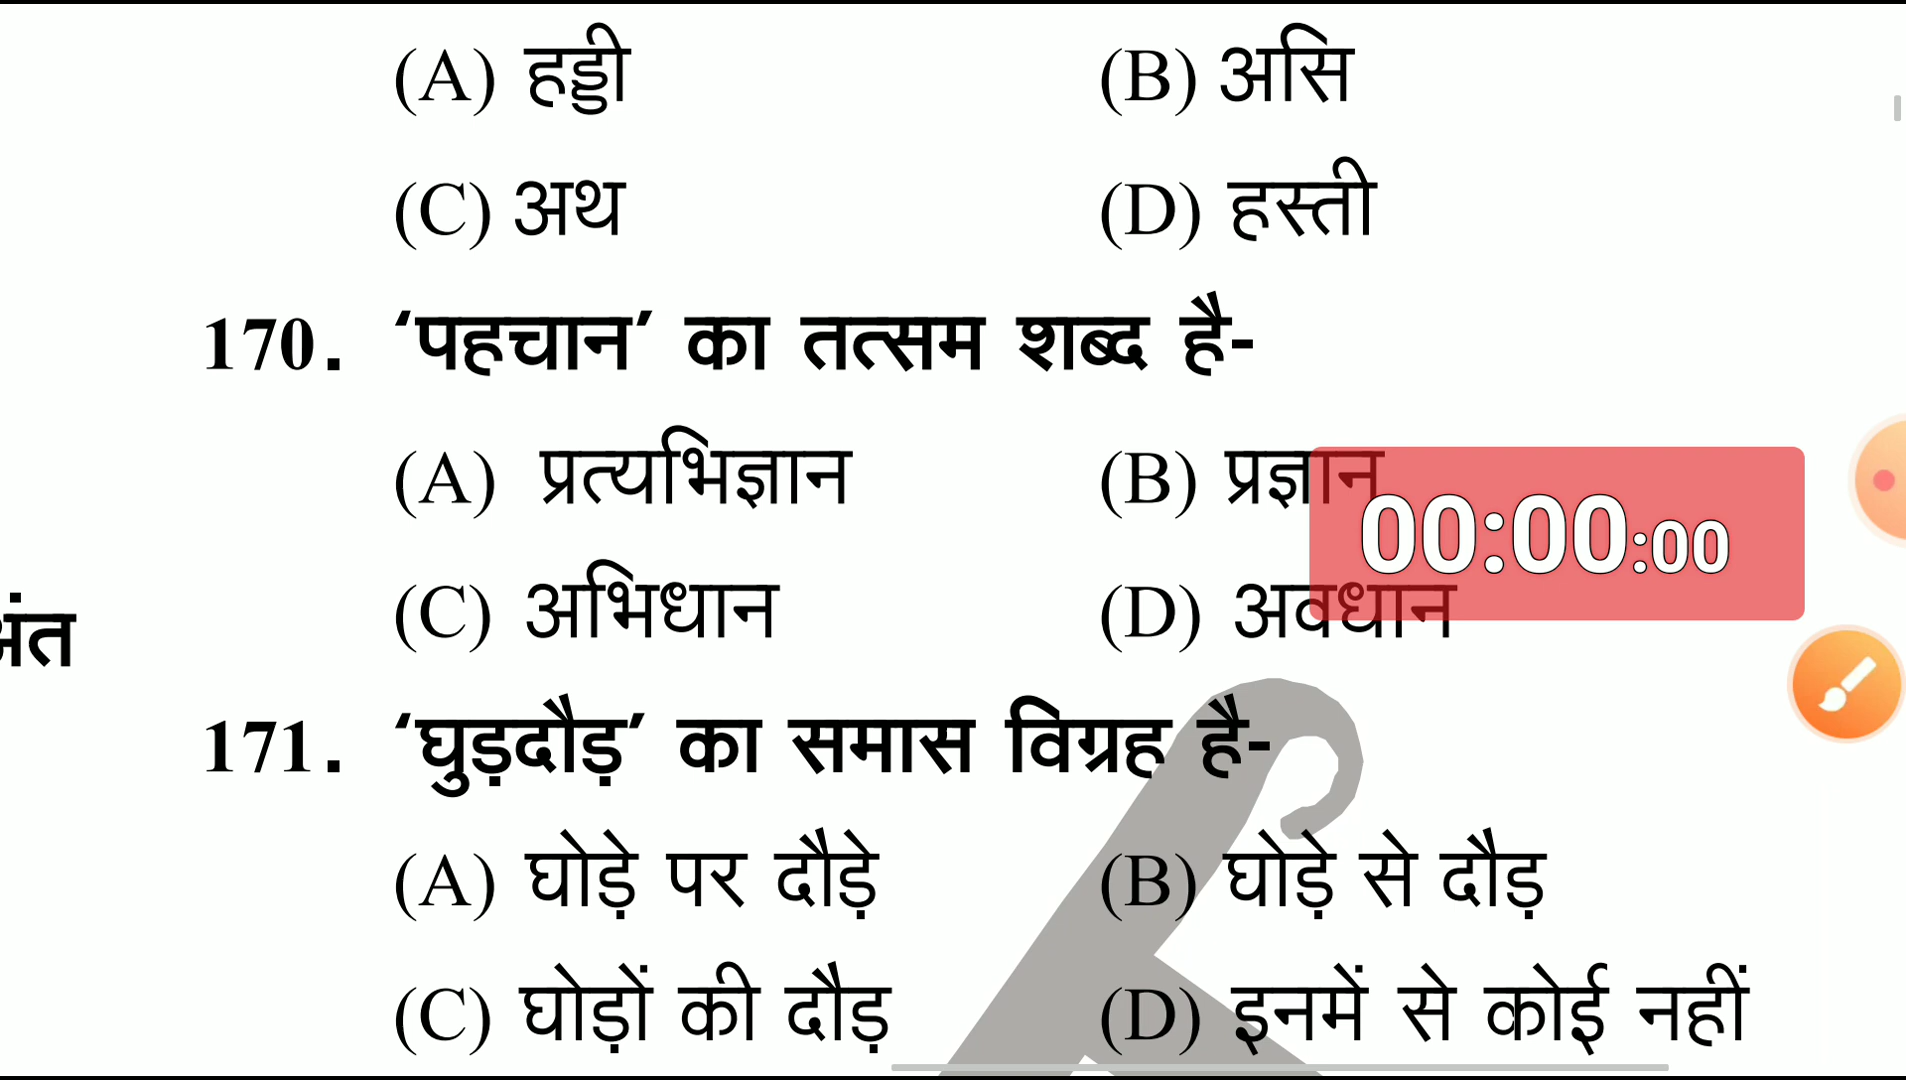 (A) हड्डी (B) असि
(C) अथ (D) हस्ती
170. ‘पहचान’ का तत्सम शब्द है-
(A) प्रत्यभिज्ञान (B) प्रज्ञान
00:00:00
(C) अभिधान (D) अवधान
अंत
171. ‘घुड़दौड़’ का समास विग्रह है-
(A) घोड़े पर दौड़े (B) घोड़े से दौड़
(C) घोड़ों की दौड़ (D) इनमें से कोई नहीं